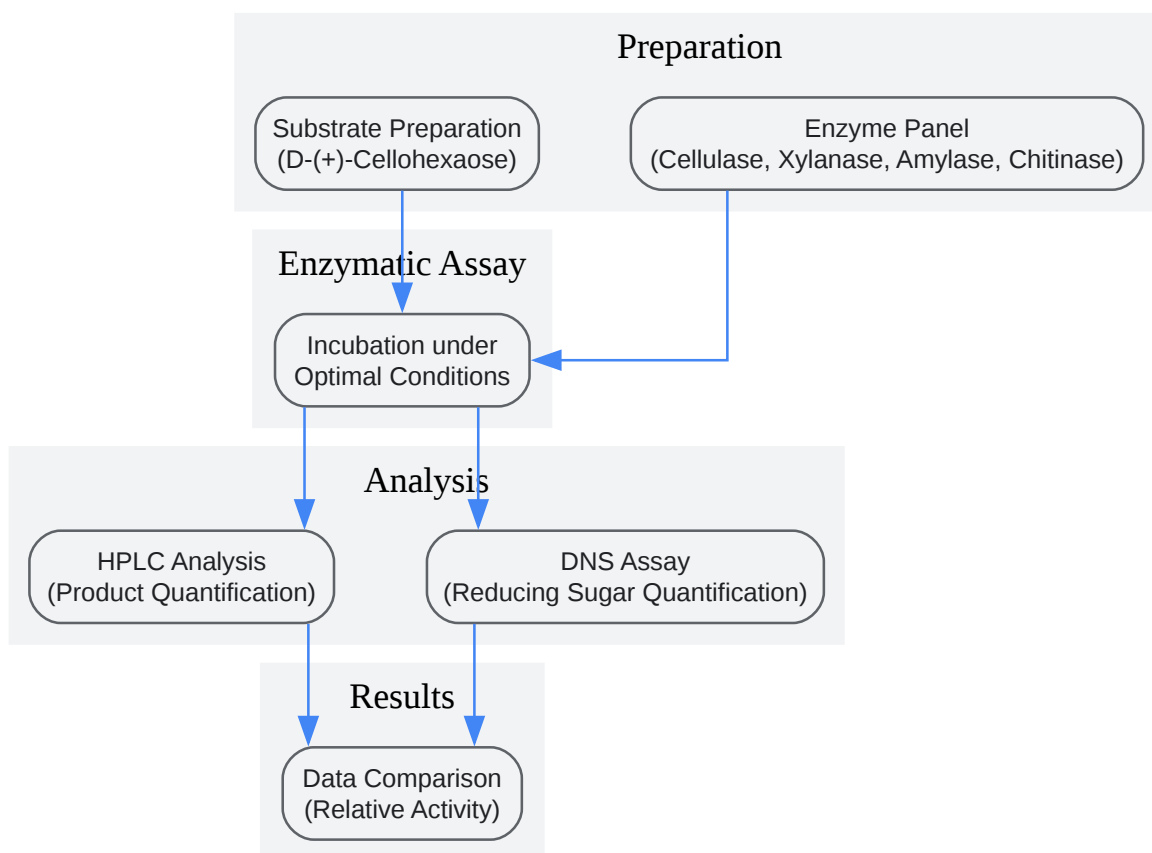 Preparation
Substrate Preparation
(D-(+)-Cellohexaose)
Enzyme Panel
(Cellulase, Xylanase, Amylase, Chitinase)
Enzymatic Assay
Incubation under
Optimal Conditions
Analysis
HPLC Analysis
(Product Quantification)
DNS Assay
(Reducing Sugar Quantification)
Results
Data Comparison
(Relative Activity)